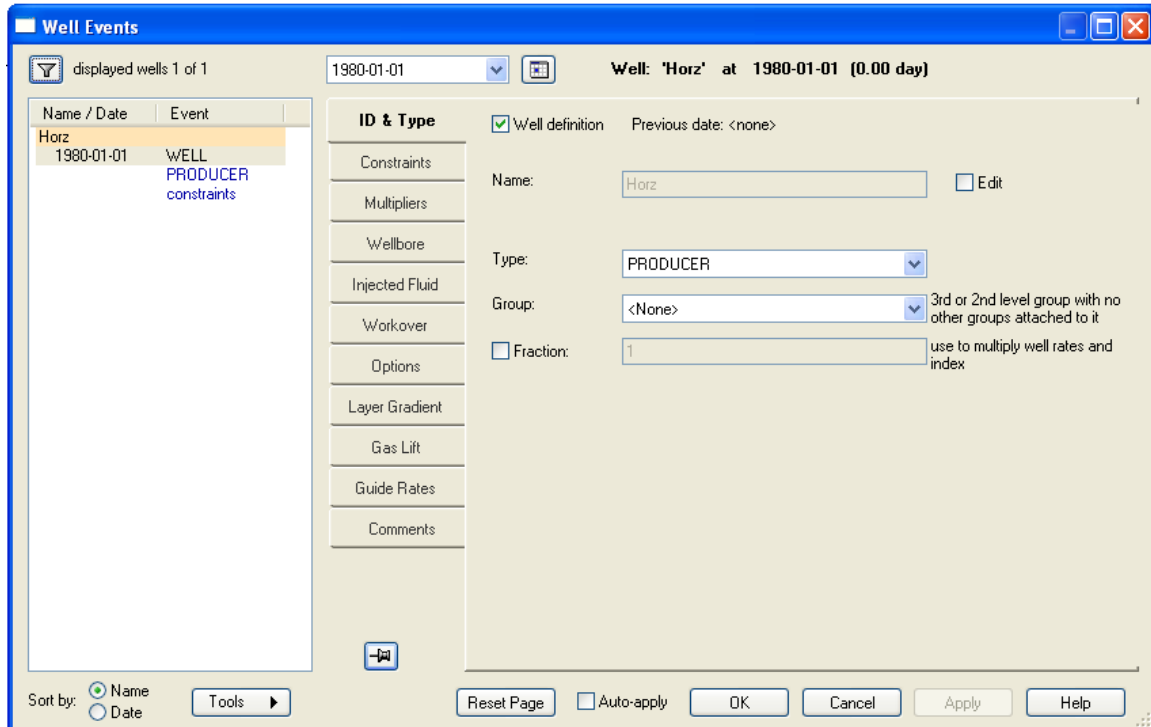 Well Events
displayed wells 1 of 1
1980-01-01
Well: 'Horz' at 1980-01-01 (0.00 day)
Name / Date Event
Horz
1980-01-01 WELL
PRODUCER
constraints
ID & Type
Constraints
Multipliers
Wellbore
Injected Fluid
Workover
Options
Layer Gradient
Gas Lift
Guide Rates
Comments
Well definition Previous date: <none>
Name: Horz Edit
Type: PRODUCER
Group: <None> 3rd or 2nd level group with no
other groups attached to it
Fraction: 1 use to multiply well rates and
index
Sort by: Name
Date
Tools
Reset Page Auto-apply OK Cancel Apply Help